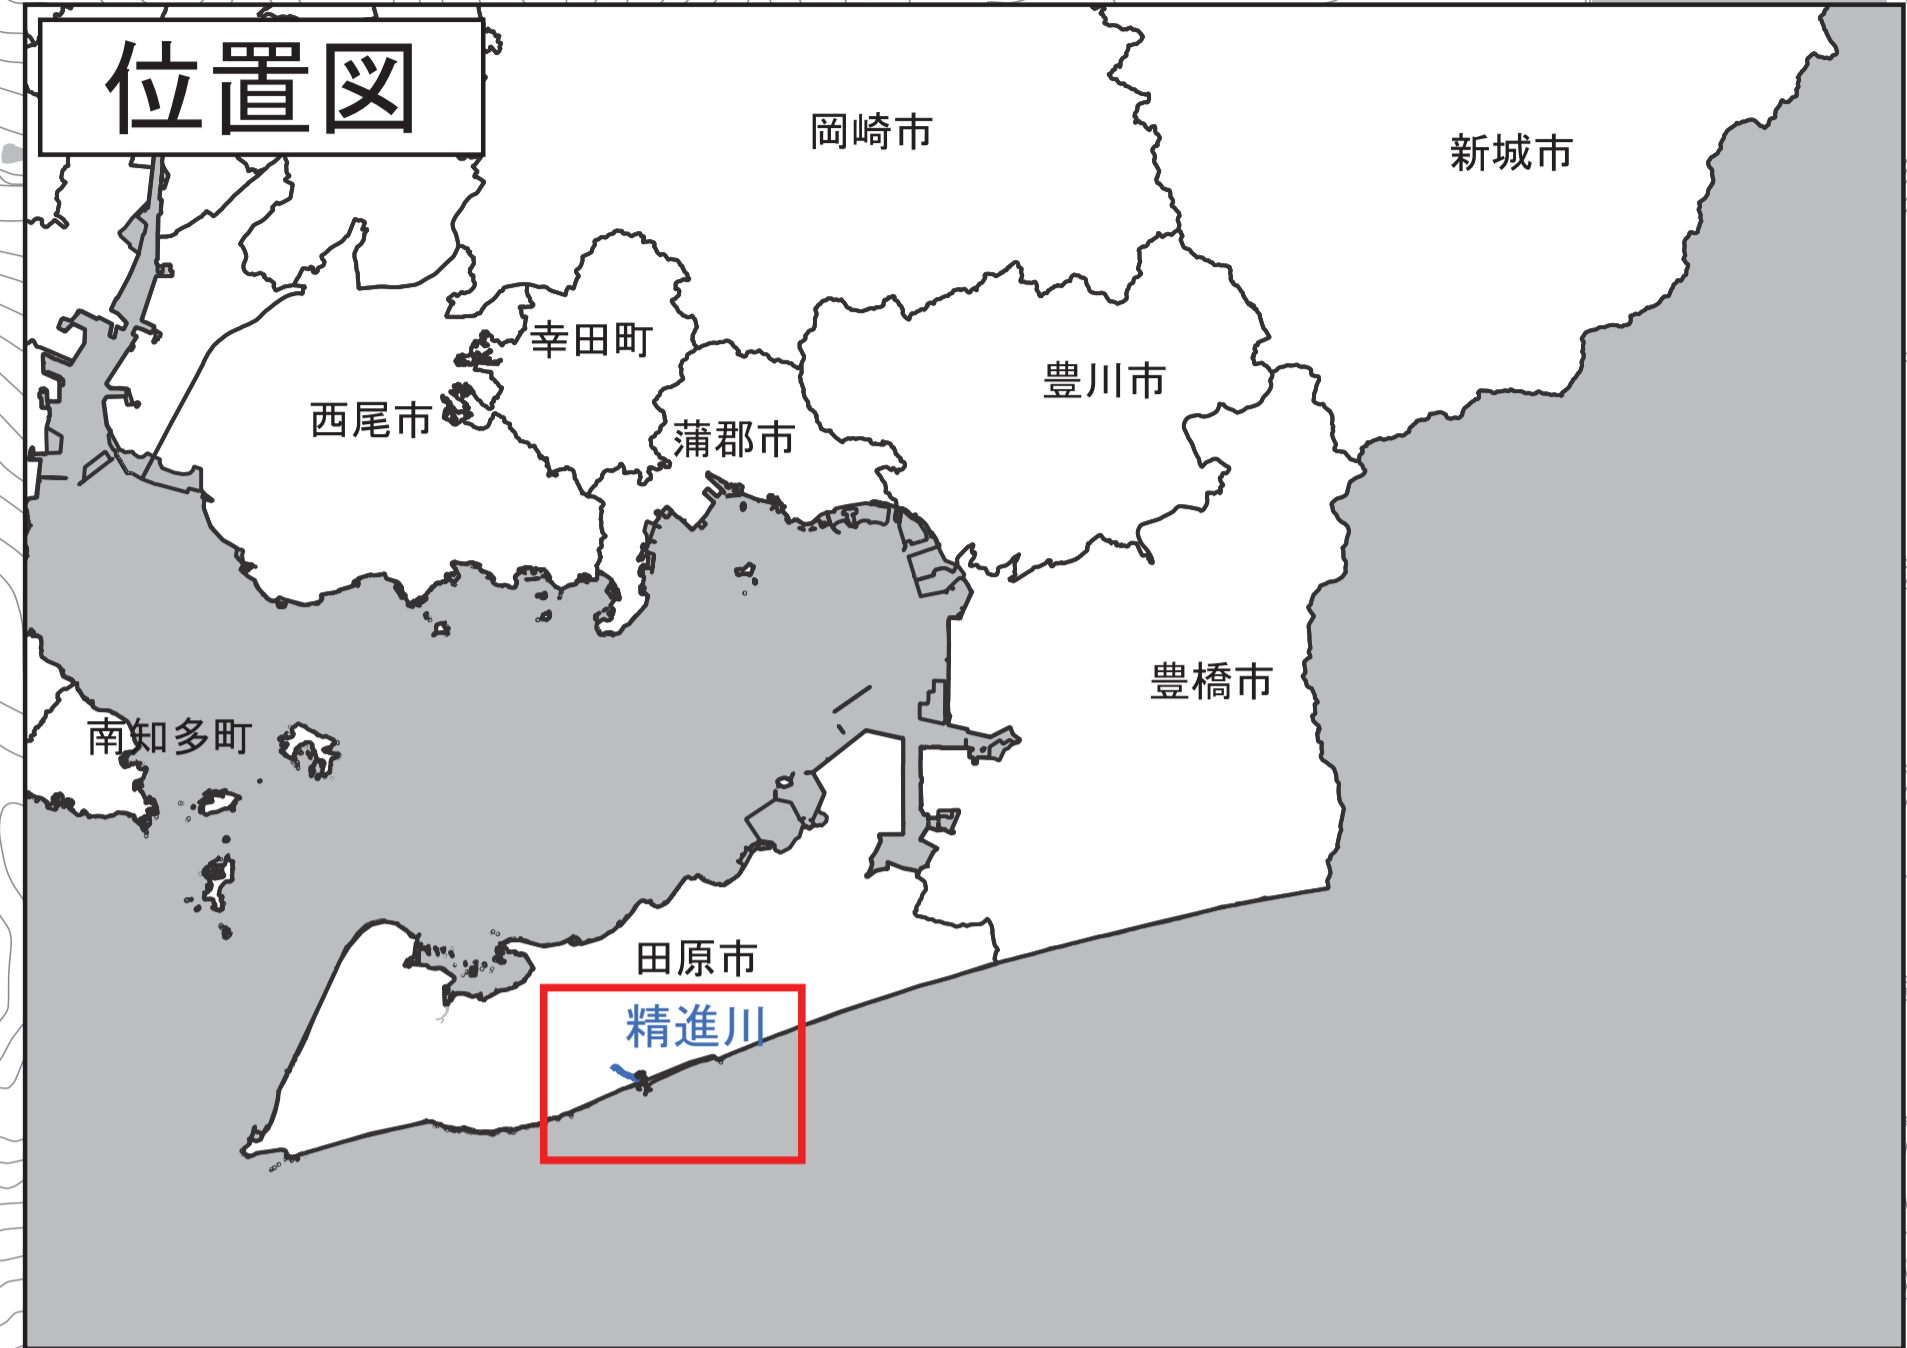 位置図
岡崎市
新城市
幸田町
豊川市
西尾市
蒲郡市
豊橋市
南知多町
田原市
精進川